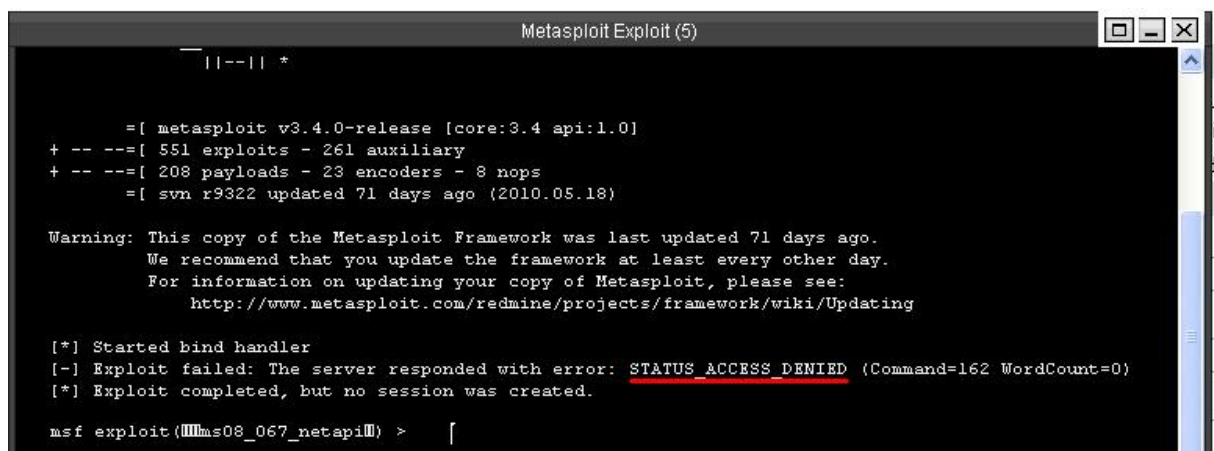 Metasploit Exploit (5)
||--|| *
=[ metasploit v3.4.0-release [core:3.4 api:1.0]
+ -- --=[ 551 exploits - 261 auxiliary
+ -- --=[ 208 payloads - 23 encoders - 8 nops
=[ svn r9322 updated 71 days ago (2010.05.18)
Warning: This copy of the Metasploit Framework was last updated 71 days ago.
We recommend that you update the framework at least every other day.
For information on updating your copy of Metasploit, please see:
http://www.metasploit.com/redmine/projects/framework/wiki/Updating
[*] Started bind handler
[-] Exploit failed: The server responded with error: STATUS_ACCESS_DENIED (Command=162 WordCount=0)
[*] Exploit completed, but no session was created.
msf exploit(ms08_067_netapi) >